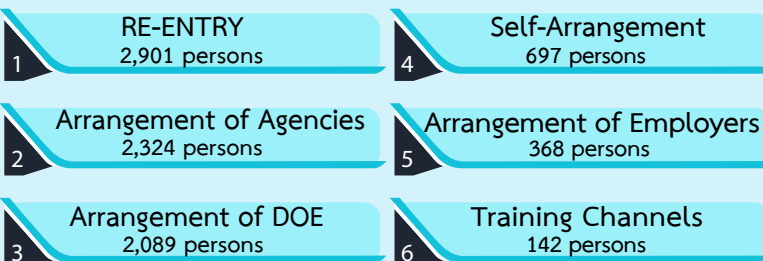 1
RE-ENTRY
2,901 persons
2
Arrangement of Agencies
2,324 persons
3
Arrangement of DOE
2,089 persons
4
Self-Arrangement
697 persons
5
Arrangement of Employers
368 persons
6
Training Channels
142 persons